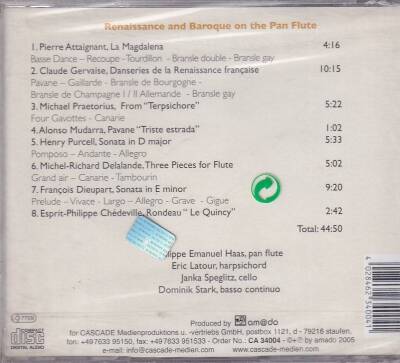 Renaissance and Baroque on the Pan Flute
1. Pierre Attaignant, La Magdalena 4:16
Basse Dance – Recoupe -Tourdillon - Bransle double - Bransle gay
2. Claude Gervaise, Danseries de la Renaissance française 10:15
Pavane – Gaillarde - Bransle de Bourgogne -
Bransle de Champagne I / II Allemande - Bransle gay
3. Michael Praetorius, From "Terpsichore" 5:22
Four Gavottes - Canarie
4.Alonso Mudarra, Pavane "Triste estrada" 1:02
5. Henry Purcell, Sonata in D major 5:33
Pomposo – Andante - Allegro
6. Michel-Richard Delalande, Three Pieces for Flute 5:02
Grand air – Canarie - Tambourin
7. François Dieupart, Sonata in E minor 9:20
Prelude - Vivace - Largo – Allegro - Grave - Gigue
8. Esprit-Philippe Chèdeville, Rondeau " Le Quincy" 2:42
Total: 44:50
lippe Emanuel Haas, pan flute
Eric Latour, harpsichord
Janka Speglitz, cello
Dominik Stark, basso continuo
Produced by am@do
COMPACT
DIGITAL AUDIO
for CASCADE Medienproduktions u. -vertriebs GmbH, postbox 1121, d - 79216 staufen,
fon: +497633 95150, fax: +497633 951533 - Order No.: CA 34004 - ℗ + © by amado 2005
e-mail: info@cascade-medien.com - http://www.cascade-medien.com